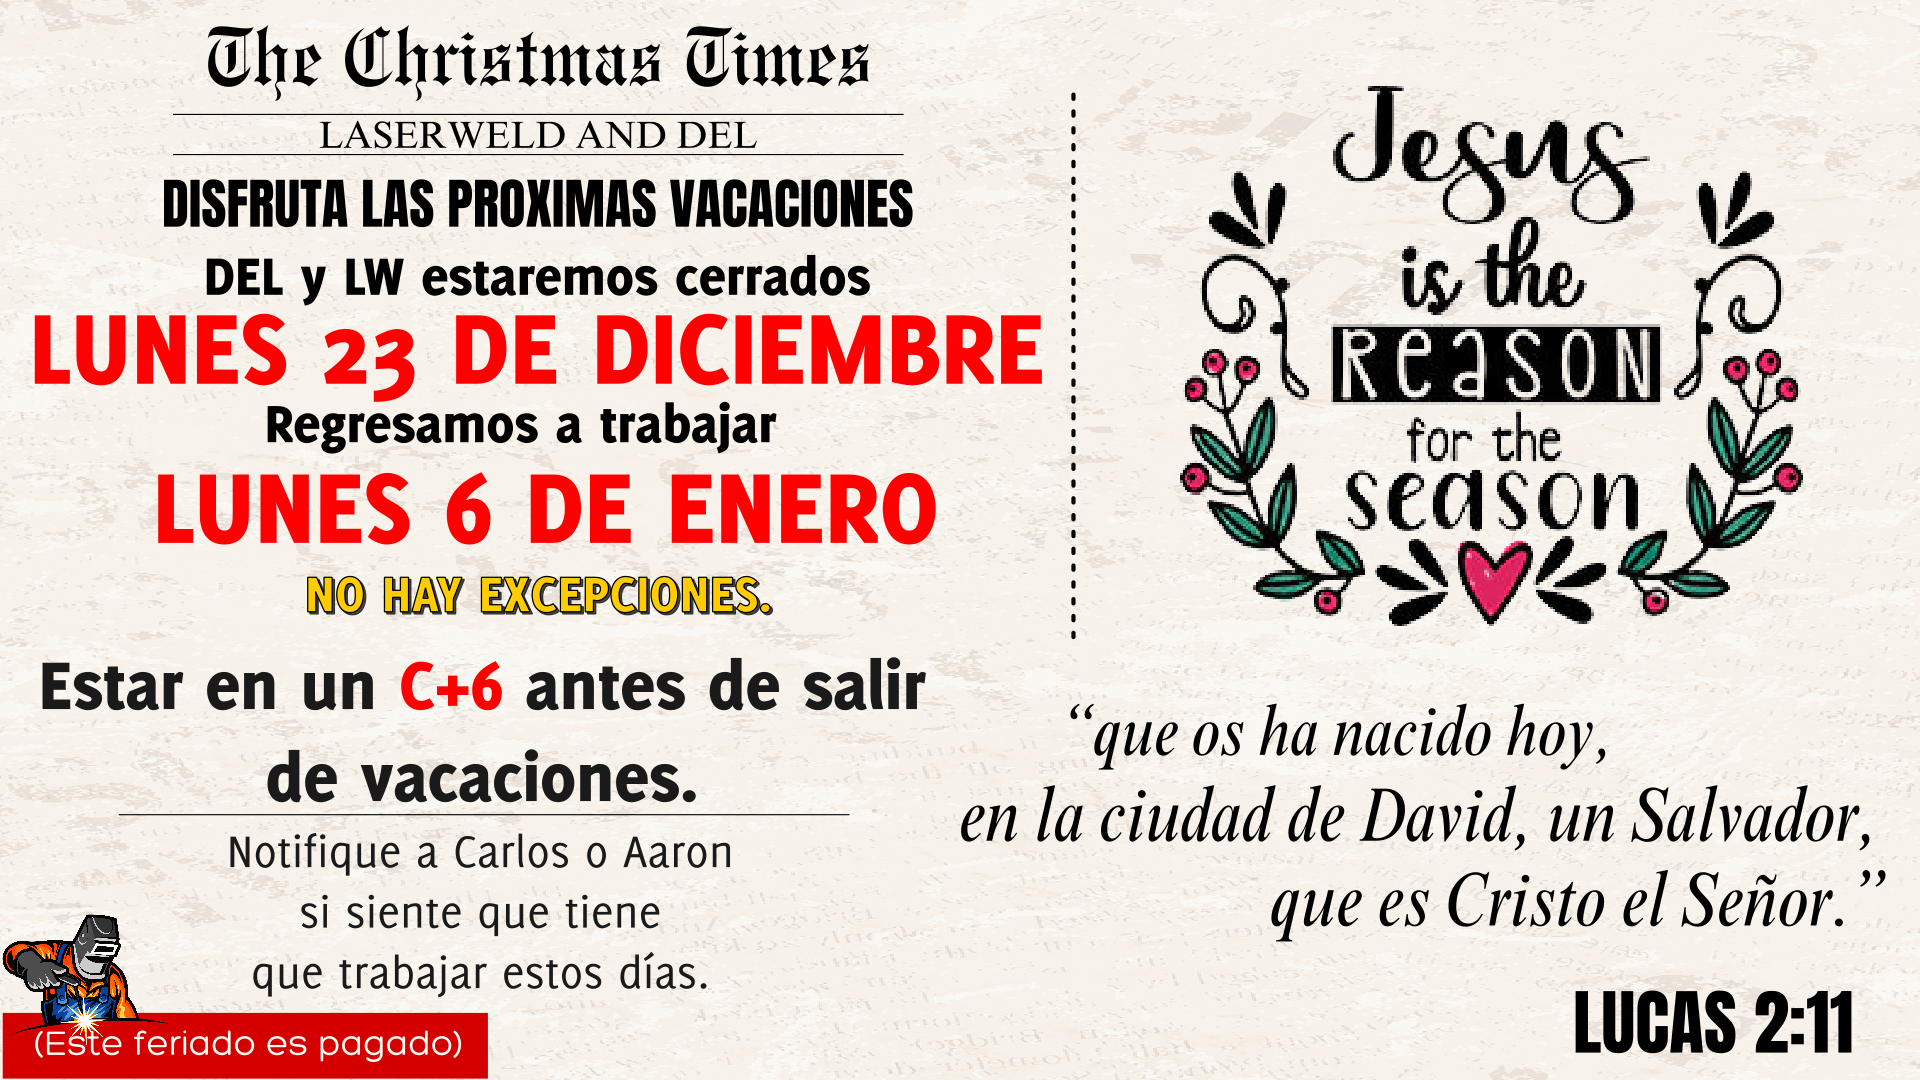 The Christmas Times
LASERWELD AND DEL
DISFRUTA LAS PROXIMAS VACACIONES
DEL y LW estaremos cerrados
LUNES 23 DE DICIEMBRE
Regresamos a trabajar
LUNES 6 DE ENERO
NO HAY EXCEPCIONES.
Estar en un C+6 antes de salir
de vacaciones.
Notifique a Carlos o Aaron
si siente que tiene
que trabajar estos días.
(Este feriado es pagado)
Jesus
is the
REASON
for the
season
“que os ha nacido hoy,
en la ciudad de David, un Salvador,
que es Cristo el Señor.”
LUCAS 2:11